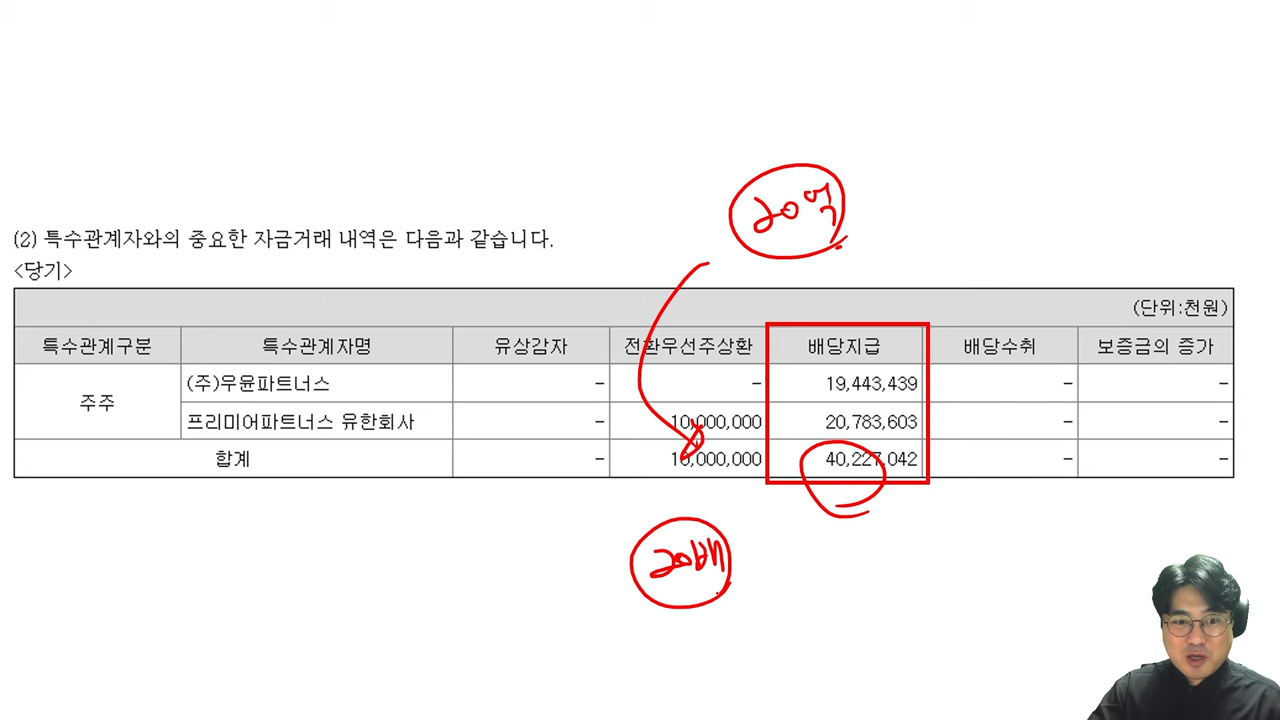 20억
(2) 특수관계자와의 중요한 자금거래 내역은 다음과 같습니다.
<당기>
(단위:천원)
특수관계구분 특수관계자명 유상감자 전환우선주상환 배당지급 배당수취 보증금의 증가
주주 (주)우윤파트너스 - - 19,443,439 - -
프리미어파트너스 유한회사 - 10,000,000 20,783,603 - -
합계 - 10,000,000 40,227,042 - -
20배